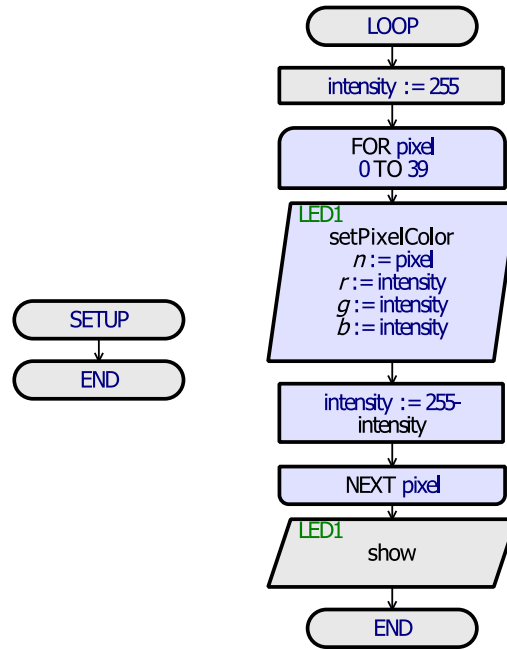 SETUP
END
LOOP
intensity := 255
FOR pixel
0 TO 39
LED1
setPixelColor
n := pixel
r := intensity
g := intensity
b := intensity
intensity := 255-
intensity
NEXT pixel
LED1
show
END